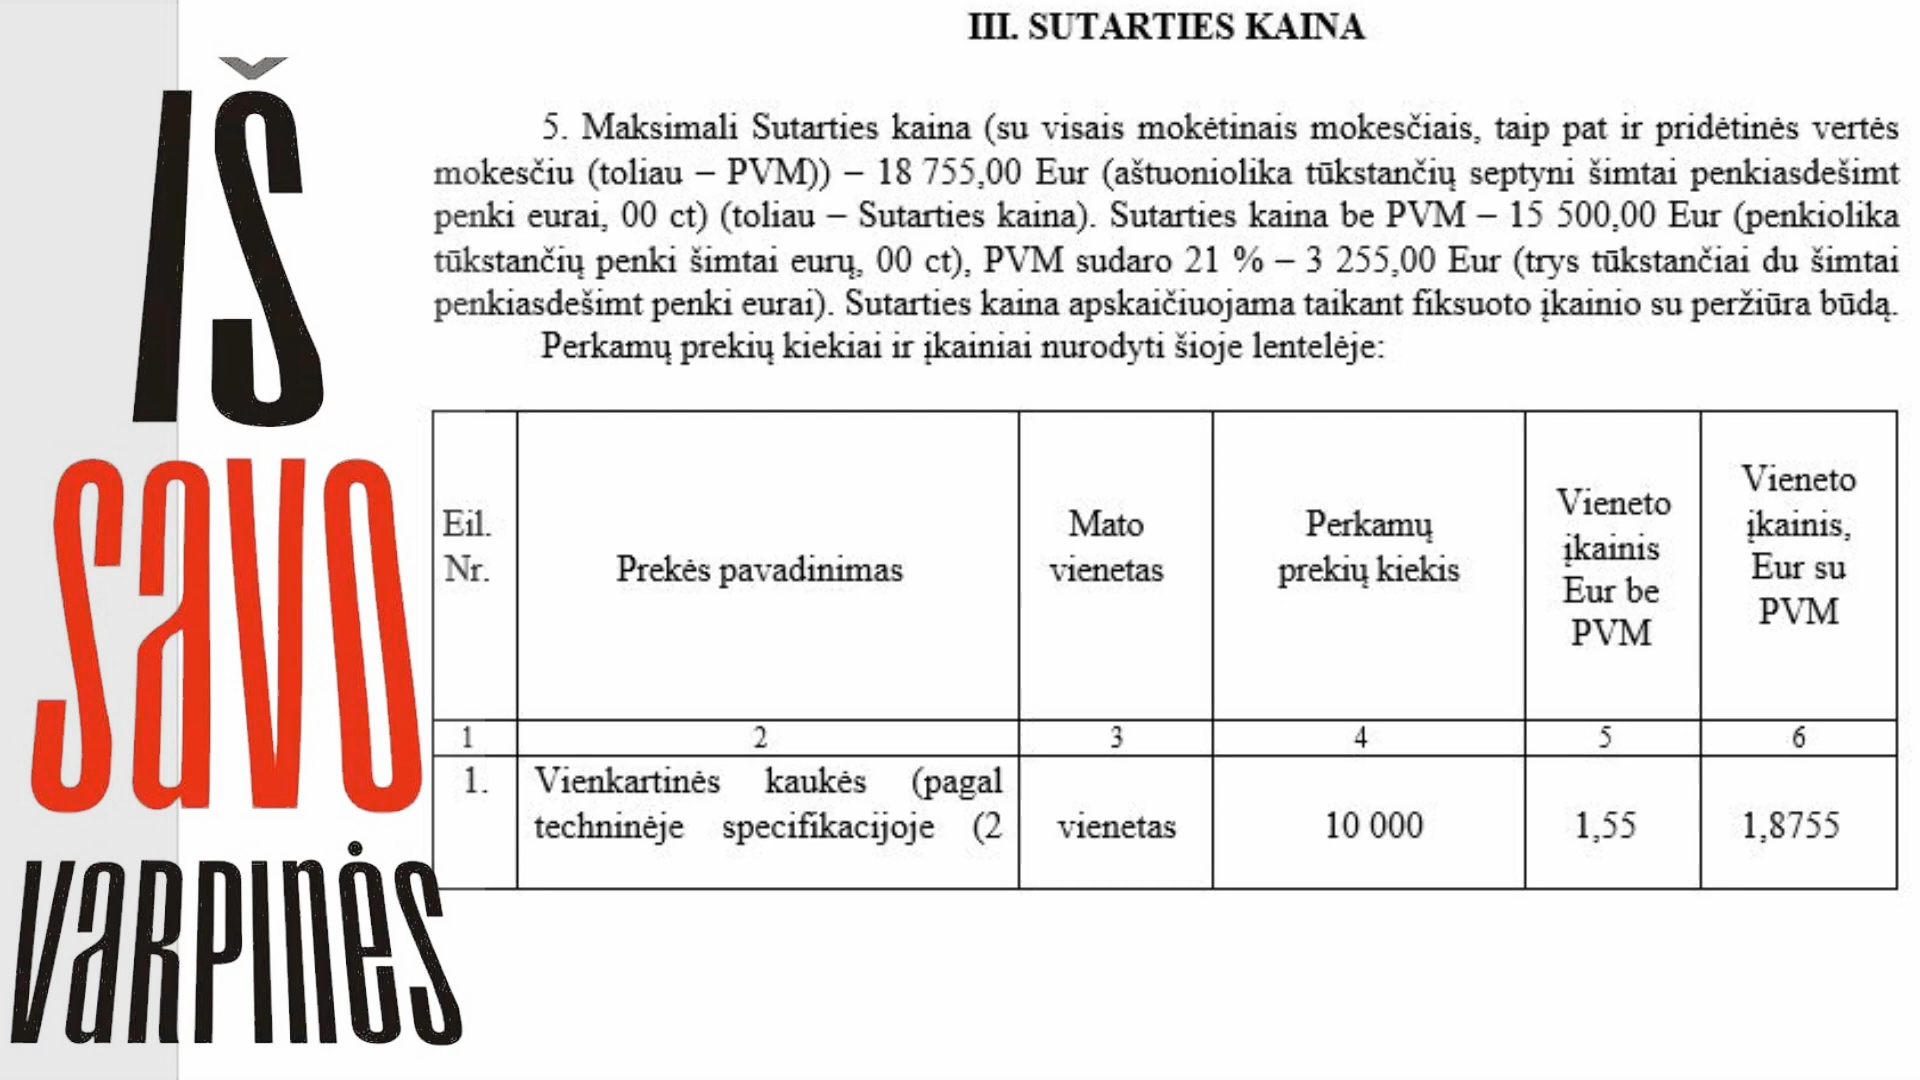 IŠ
savo
varpinės
III. SUTARTIES KAINA
5. Maksimali Sutarties kaina (su visais mokėtinais mokesčiais, taip pat ir pridėtinės vertės
mokesčiu (toliau – PVM)) – 18 755,00 Eur (aštuoniolika tūkstančių septyni šimtai penkiasdešimt
penki eurai, 00 ct) (toliau – Sutarties kaina). Sutarties kaina be PVM – 15 500,00 Eur (penkiolika
tūkstančių penki šimtai eurų, 00 ct), PVM sudaro 21 % – 3 255,00 Eur (trys tūkstančiai du šimtai
penkiasdešimt penki eurai). Sutarties kaina apskaičiuojama taikant fiksuoto įkainio su peržiūra būdą.
Perkamų prekių kiekiai ir įkainiai nurodyti šioje lentelėje:
Eil.
Nr.
Prekės pavadinimas
Mato
vienetas
Perkamų
prekių kiekis
Vieneto
įkainis
Eur be
PVM
Vieneto
įkainis,
Eur su
PVM
1 2 3 4 5 6
1. Vienkartinės kaukės (pagal
techninėje specifikacijoje (2 vienetas 10 000 1,55 1,8755